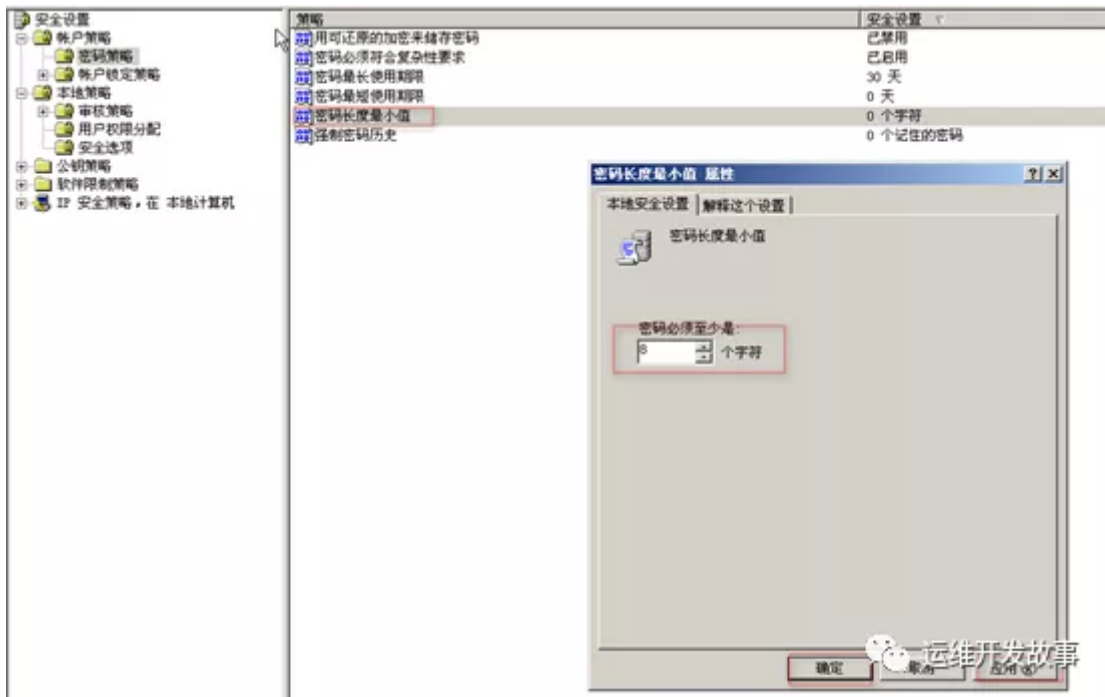 安全设置
帐户策略
密码策略
帐户锁定策略
本地策略
审核策略
用户权限分配
安全选项
公钥策略
软件限制策略
IP 安全策略，在 本地计算机
策略 安全设置
用可还原的加密来储存密码 已禁用
密码必须符合复杂性要求 已启用
密码最长使用期限 30 天
密码最短使用期限 0 天
密码长度最小值 0 个字符
强制密码历史 0 个记住的密码
密码长度最小值 属性
本地安全设置 解释这个设置
密码长度最小值
密码必须至少是:
8 个字符
确定 取消 应用(A)
运维开发故事